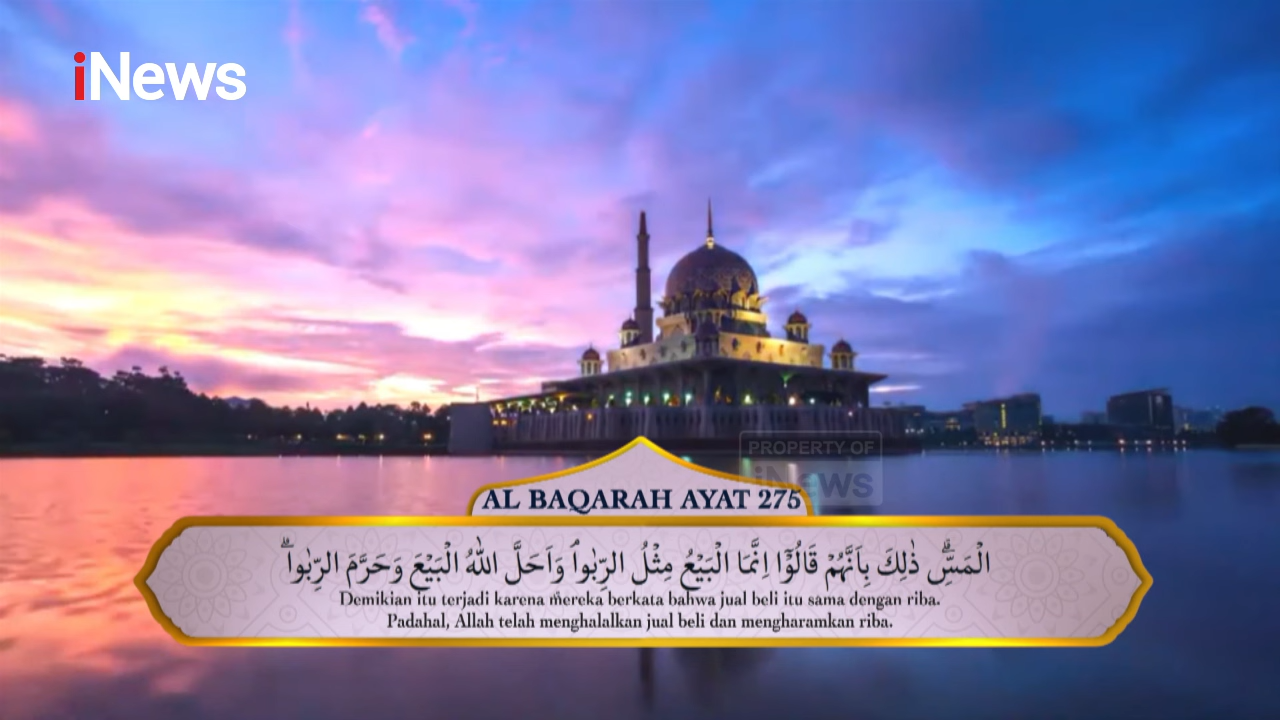 iNews
PROPERTY OF
iNews
AL BAQARAH AYAT 275
الْمَسِّۗ ذٰلِكَ بِاَنَّهُمْ قَالُوْٓا اِنَّمَا الْبَيْعُ مِثْلُ الرِّبٰواۘ وَاَحَلَّ اللّٰهُ الْبَيْعَ وَحَرَّمَ الرِّبٰواۗ
Demikian itu terjadi karena mereka berkata bahwa jual beli itu sama dengan riba.
Padahal, Allah telah menghalalkan jual beli dan mengharamkan riba.